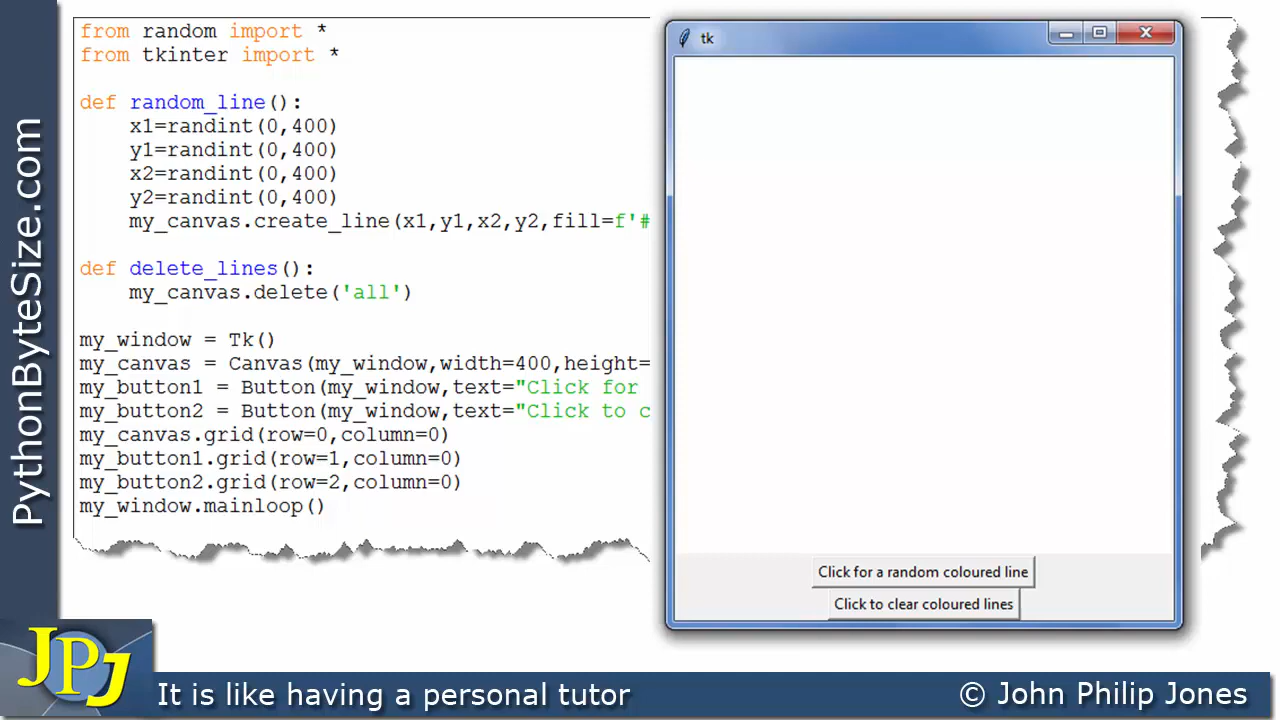 from random import *
from tkinter import *
def random_line():
    x1=randint(0,400)
    y1=randint(0,400)
    x2=randint(0,400)
    y2=randint(0,400)
    my_canvas.create_line(x1,y1,x2,y2,fill=f'#
def delete_lines():
    my_canvas.delete('all')
my_window = Tk()
my_canvas = Canvas(my_window,width=400,height=
my_button1 = Button(my_window,text="Click for
my_button2 = Button(my_window,text="Click to c
my_canvas.grid(row=0,column=0)
my_button1.grid(row=1,column=0)
my_button2.grid(row=2,column=0)
my_window.mainloop()
tk
Click for a random coloured line
Click to clear coloured lines
PythonByteSize.com
JPJ
It is like having a personal tutor
© John Philip Jones